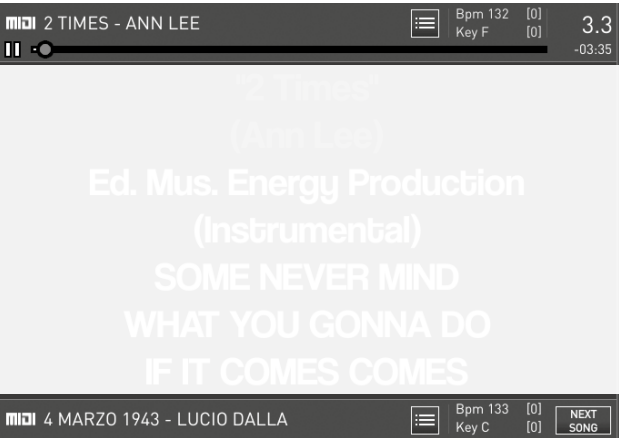 MIDI 2 TIMES - ANN LEE
Bpm 132 [0]
Key F [0]
3.3
-03:35
"2 Times"
(Ann Lee)
Ed. Mus. Energy Production
(Instrumental)
SOME NEVER MIND
WHAT YOU GONNA DO
IF IT COMES COMES
MIDI 4 MARZO 1943 - LUCIO DALLA
Bpm 133 [0]
Key C [0]
NEXT
SONG